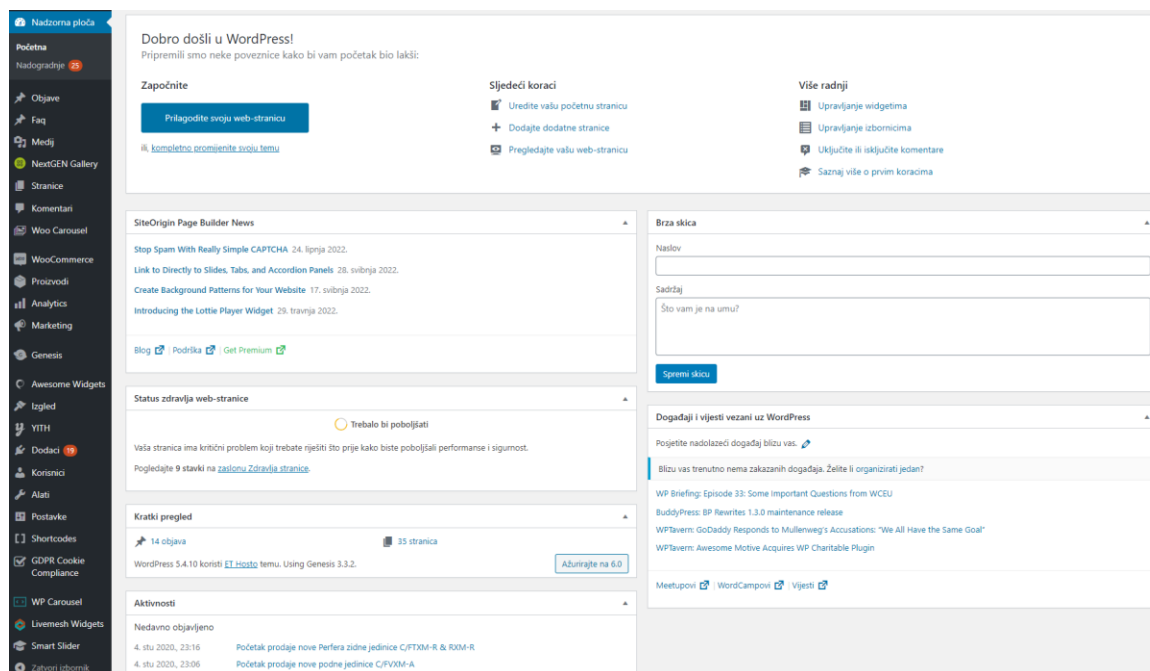 Nadzorna ploča
Početna
Nadogradnje 25
Objave
Faq
Medij
NextGEN Gallery
Stranice
Komentari
Woo Carousel
WooCommerce
Proizvodi
Analytics
Marketing
Genesis
Awesome Widgets
Izgled
YITH
Dodaci 19
Korisnici
Alati
Postavke
Shortcodes
GDPR Cookie
Compliance
WP Carousel
Livemesh Widgets
Smart Slider
Zatvori izbornik
Dobro došli u WordPress!
Pripremili smo neke poveznice kako bi vam početak bio lakši:
Započnite
Prilagodite svoju web-stranicu
ili, kompletno promijenite svoju temu
Sljedeći koraci
Uredite vašu početnu stranicu
Dodajte dodatne stranice
Pregledajte vašu web-stranicu
Više radnji
Upravljanje widgetima
Upravljanje izbornicima
Uključite ili isključite komentare
Saznaj više o prvim koracima
SiteOrigin Page Builder News
Stop Spam With Really Simple CAPTCHA 24. lipnja 2022.
Link to Directly to Slides, Tabs, and Accordion Panels 28. svibnja 2022.
Create Background Patterns for Your Website 17. svibnja 2022.
Introducing the Lottie Player Widget 29. travnja 2022.
Blog | Podrška | Get Premium
Status zdravlja web-stranice
Trebalo bi poboljšati
Vaša stranica ima kritični problem koji trebate riješiti što prije kako biste poboljšali performanse i sigurnost.
Pogledajte 9 stavki na zaslonu Zdravlja stranice.
Kratki pregled
14 objava
35 stranica
WordPress 5.4.10 koristi ET Hosto temu. Using Genesis 3.3.2.
Ažurirajte na 6.0
Aktivnosti
Nedavno objavljeno
4. stu 2020., 23:16 Početak prodaje nove Perfera zidne jedinice C/FTXM-R & RXM-R
4. stu 2020., 23:06 Početak prodaje nove podne jedinice C/FVXM-A
Brza skica
Naslov
Sadržaj
Što vam je na umu?
Spremi skicu
Događaji i vijesti vezani uz WordPress
Posjetite nadolazeći događaj blizu vas.
Blizu vas trenutno nema zakazanih događaja. Želite li organizirati jedan?
WP Briefing: Episode 33: Some Important Questions from WCEU
BuddyPress: BP Rewrites 1.3.0 maintenance release
WPTavern: GoDaddy Responds to Mullenweg's Accusations: "We All Have the Same Goal"
WPTavern: Awesome Motive Acquires WP Charitable Plugin
Meetupovi | WordCampovi | Vijesti